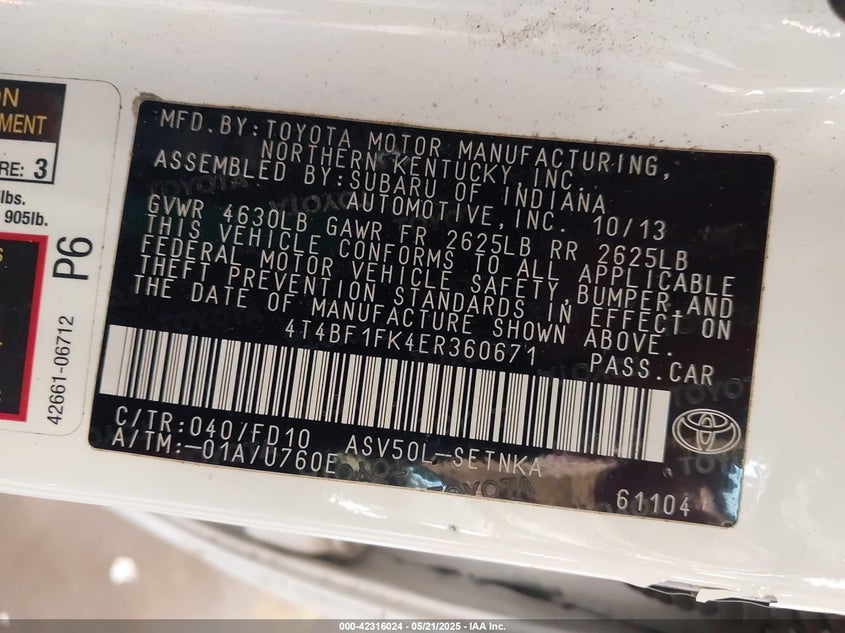 ON
MENT
RE: 3
lbs.
905lb.
S
P6
42661-06712
MFD.BY:TOYOTA MOTOR MANUFACTURING,
NORTHERN KENTUCKY,INC.
ASSEMBLED BY:SUBARU OF INDIANA
AUTOMOTIVE,INC. 10/13
GVWR 4630LB GAWR FR 2625LB RR 2625LB
THIS VEHICLE CONFORMS TO ALL APPLICABLE
FEDERAL MOTOR VEHICLE SAFETY,BUMPER,AND
THEFT PREVENTION STANDARDS IN EFFECT ON
THE DATE OF MANUFACTURE SHOWN ABOVE.
4T4BF1FK4ER360671
PASS.CAR
C/TR:040/FD10 ASV50L-SETNKA
A/TM:-01A/U760E
61104
000-42316024 — 05/21/2025 — IAA Inc.